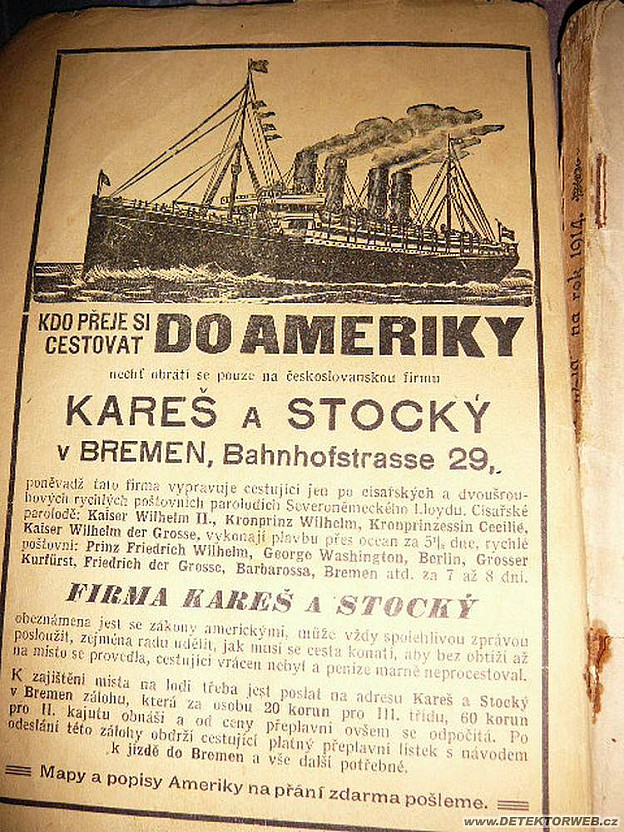 KDO PŘEJE SI
CESTOVAT
DO AMERIKY
nechť obrátí se pouze na českoslovanskou firmu
KAREŠ A STOCKÝ
v BREMEN, Bahnhofstrasse 29,
poněvadž tato firma vypravuje cestující jen po císařských a dvoušrou-
bových rychlých poštovních parolodích Severoněmeckého Lloydu. Císařské
parolodě: Kaiser Wilhelm II., Kronprinz Wilhelm, Kronprinzessin Cecilie,
Kaiser Wilhelm der Grosse, vykonají plavbu přes ocean za 5½ dne, rychlé
poštovní: Prinz Friedrich Wilhelm, George Washington, Berlin, Grosser
Kurfürst, Friedrich der Grosse, Barbarossa, Bremen atd. za 7 až 8 dní.
FIRMA KAREŠ A STOCKÝ
obeznámena jest se zákony americkými, může vždy spolehlivou zprávou
posloužit, zejména radu udělit, jak musí se cesta konati, aby bez obtíží až
na místo se provedla, cestující vrácen nebyl a peníze marně neprocestoval.
K zajištění místa na lodi třeba jest poslat na adresu Kareš a Stocký
v Bremen zálohu, která za osobu 20 korun pro III. třídu, 60 korun
pro II. kajutu obnáší a od ceny přeplavní ovšem se odpočítá. Po
odeslání této zálohy obdrží cestující platný přeplavní lístek s návodem
k jízdě do Bremen a vše další potřebné.
Mapy a popisy Ameriky na přání zdarma pošleme.
na rok 1914.
WWW.DETEKTORWEB.CZ